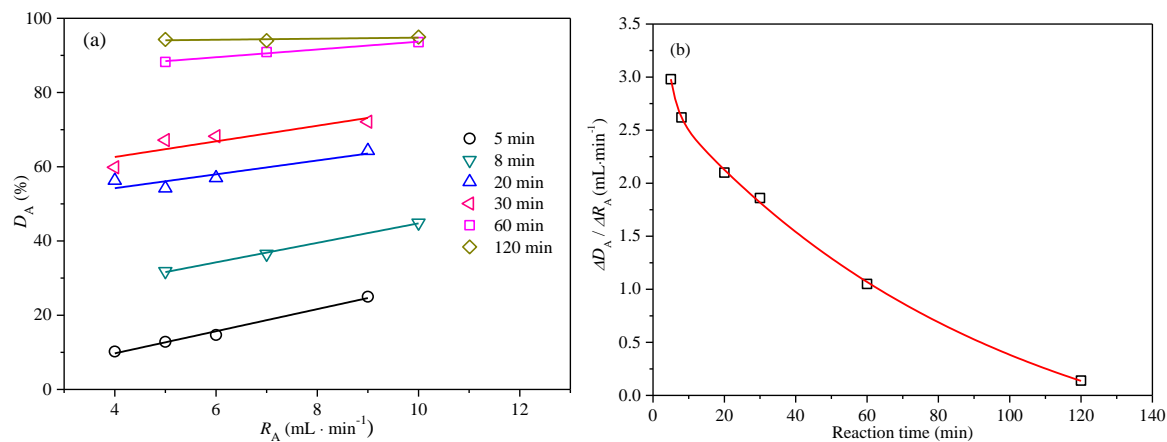 (a)
100
80
60
40
20
0
D_A (%)
4 6 8 10 12
R_A (mL · min⁻¹)
5 min
8 min
20 min
30 min
60 min
120 min
(b)
3.5
3.0
2.5
2.0
1.5
1.0
0.5
0.0
ΔD_A / ΔR_A (mL·min⁻¹)
0 20 40 60 80 100 120 140
Reaction time (min)